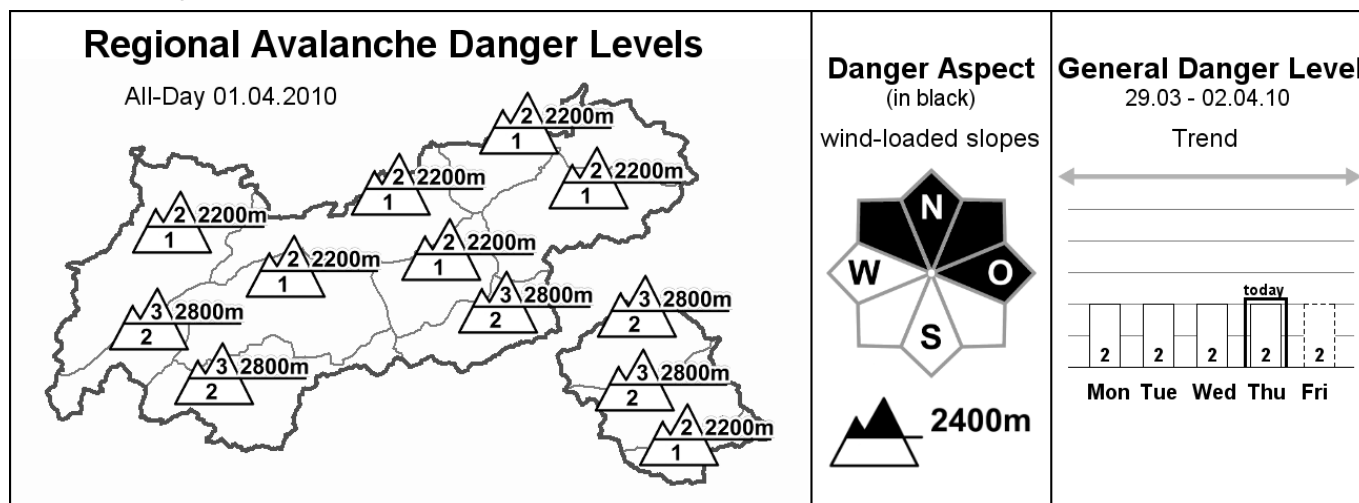 Regional Avalanche Danger Levels
All-Day 01.04.2010
2 2200m
1
2 2200m
1
2 2200m
1
2 2200m
1
2 2200m
1
2 2200m
1
3 2800m
2
3 2800m
2
3 2800m
2
3 2800m
2
3 2800m
2
2 2200m
1
Danger Aspect
(in black)
wind-loaded slopes
N
W
O
S
2400m
General Danger Level
29.03 - 02.04.10
Trend
today
2 2 2 2 2
Mon Tue Wed Thu Fri